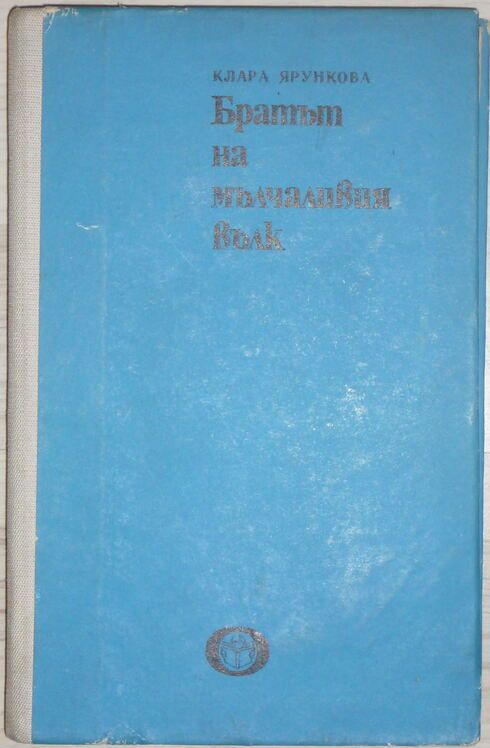 КЛАРА ЯРУНКОВА
Братът
на
мълчаливия
вълк